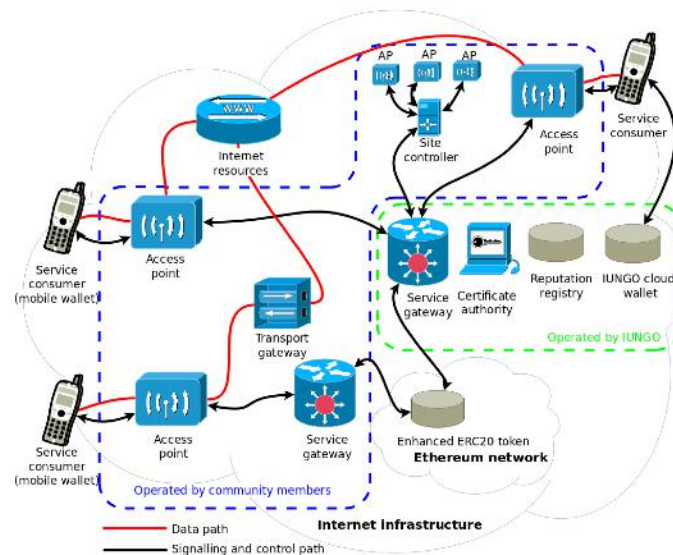 AP
AP
AP
WWW
Internet
resources
Site
controller
Access
point
Service
consumer
Access
point
Service
consumer
(mobile wallet)
Service
gateway
Certificate
authority
Reputation
registry
IUNGO cloud
wallet
Operated by IUNGO
Transport
gateway
Access
point
Service
gateway
Service
consumer
(mobile wallet)
Enhanced ERC20 token
Ethereum network
Operated by community members
Internet infrastructure
Data path
Signalling and control path